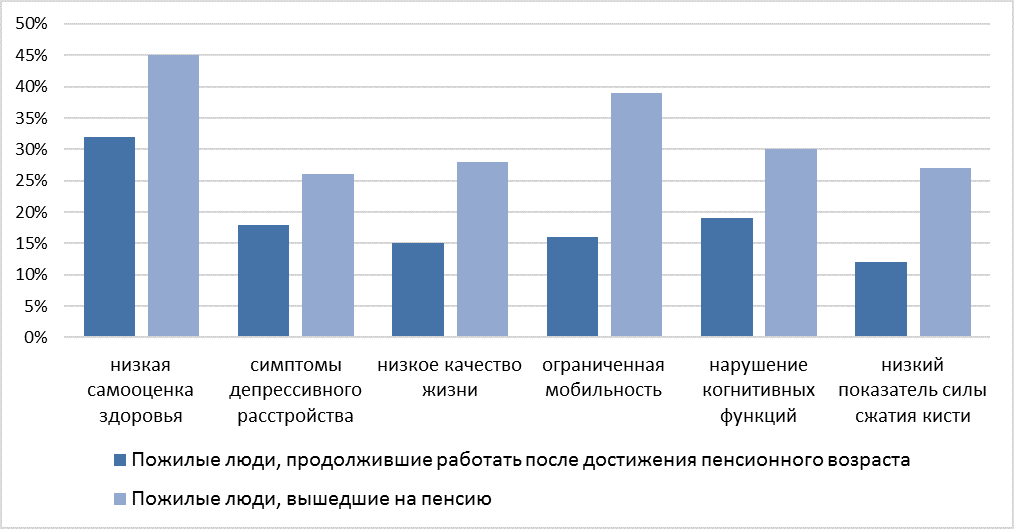 50%
45%
40%
35%
30%
25%
20%
15%
10%
5%
0%
низкая
самооценка
здоровья
симптомы
депрессивного
расстройства
низкое качество
жизни
ограниченная
мобильность
нарушение
когнитивных
функций
низкий
показатель силы
сжатия кисти
Пожилые люди, продолжившие работать после достижения пенсионного возраста
Пожилые люди, вышедшие на пенсию